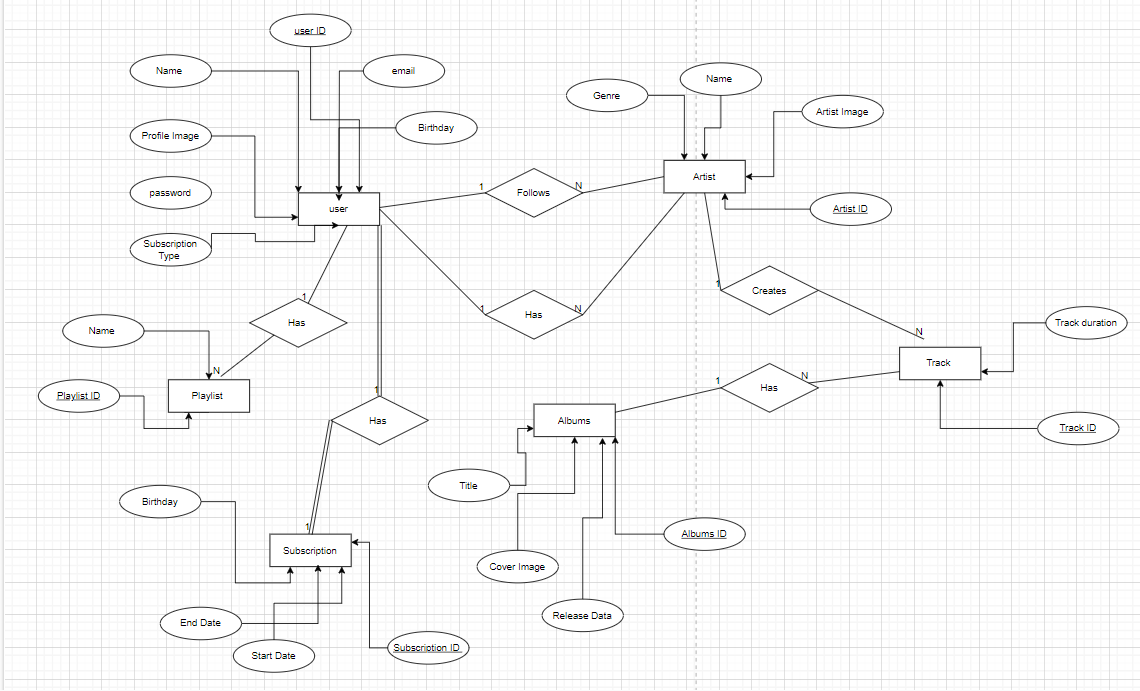 user ID
Name
email
Name
Genre
Artist Image
Birthday
Profile Image
Artist
1
Follows
N
password
user
Artist ID
Subscription
Type
Creates
1
1
Has
N
1
Has
N
Track duration
Name
Track
N
Playlist
Playlist ID
1
Has
N
1
Has
Albums
Track ID
Title
Birthday
1
Subscription
Albums ID
Cover Image
Release Data
End Date
Start Date
Subscription ID